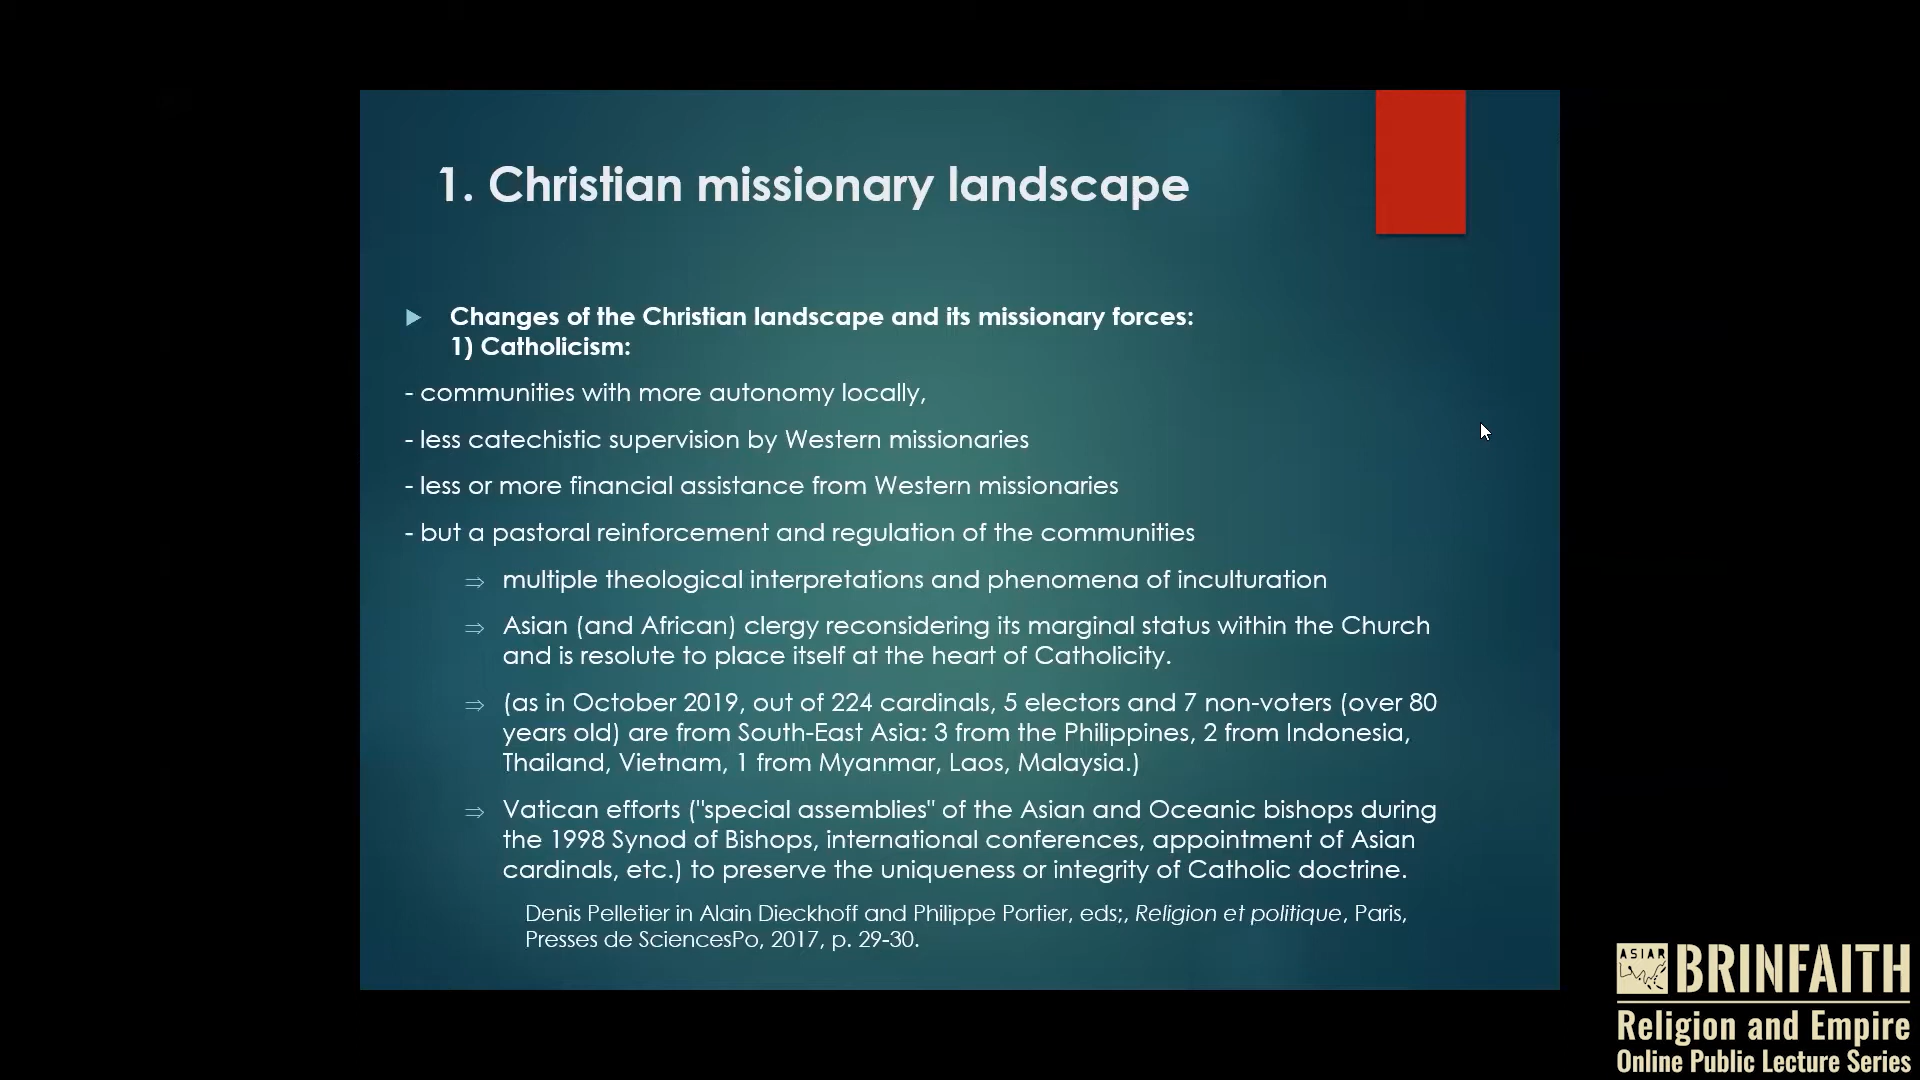 1. Christian missionary landscape
Changes of the Christian landscape and its missionary forces:
1) Catholicism:
- communities with more autonomy locally,
- less catechistic supervision by Western missionaries
- less or more financial assistance from Western missionaries
- but a pastoral reinforcement and regulation of the communities
⇒ multiple theological interpretations and phenomena of inculturation
⇒ Asian (and African) clergy reconsidering its marginal status within the Church
and is resolute to place itself at the heart of Catholicity.
⇒ (as in October 2019, out of 224 cardinals, 5 electors and 7 non-voters (over 80
years old) are from South-East Asia: 3 from the Philippines, 2 from Indonesia,
Thailand, Vietnam, 1 from Myanmar, Laos, Malaysia.)
⇒ Vatican efforts ("special assemblies" of the Asian and Oceanic bishops during
the 1998 Synod of Bishops, international conferences, appointment of Asian
cardinals, etc.) to preserve the uniqueness or integrity of Catholic doctrine.
Denis Pelletier in Alain Dieckhoff and Philippe Portier, eds;, Religion et politique, Paris,
Presses de SciencesPo, 2017, p. 29-30.
ASIAR
BRINFAITH
Religion and Empire
Online Public Lecture Series